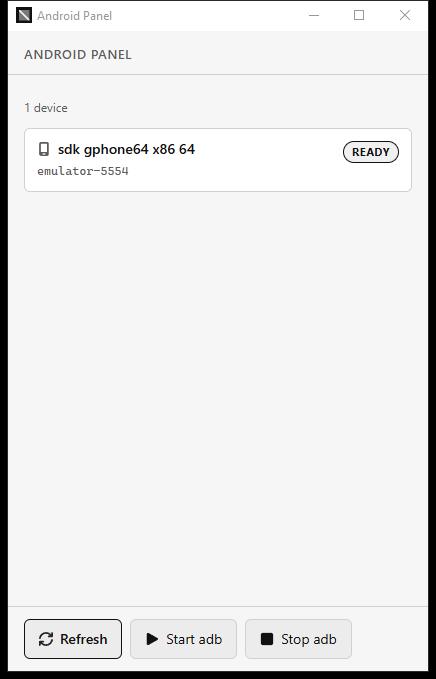 Android Panel
ANDROID PANEL
1 device
sdk gphone64 x86 64
READY
emulator-5554
Refresh
Start adb
Stop adb